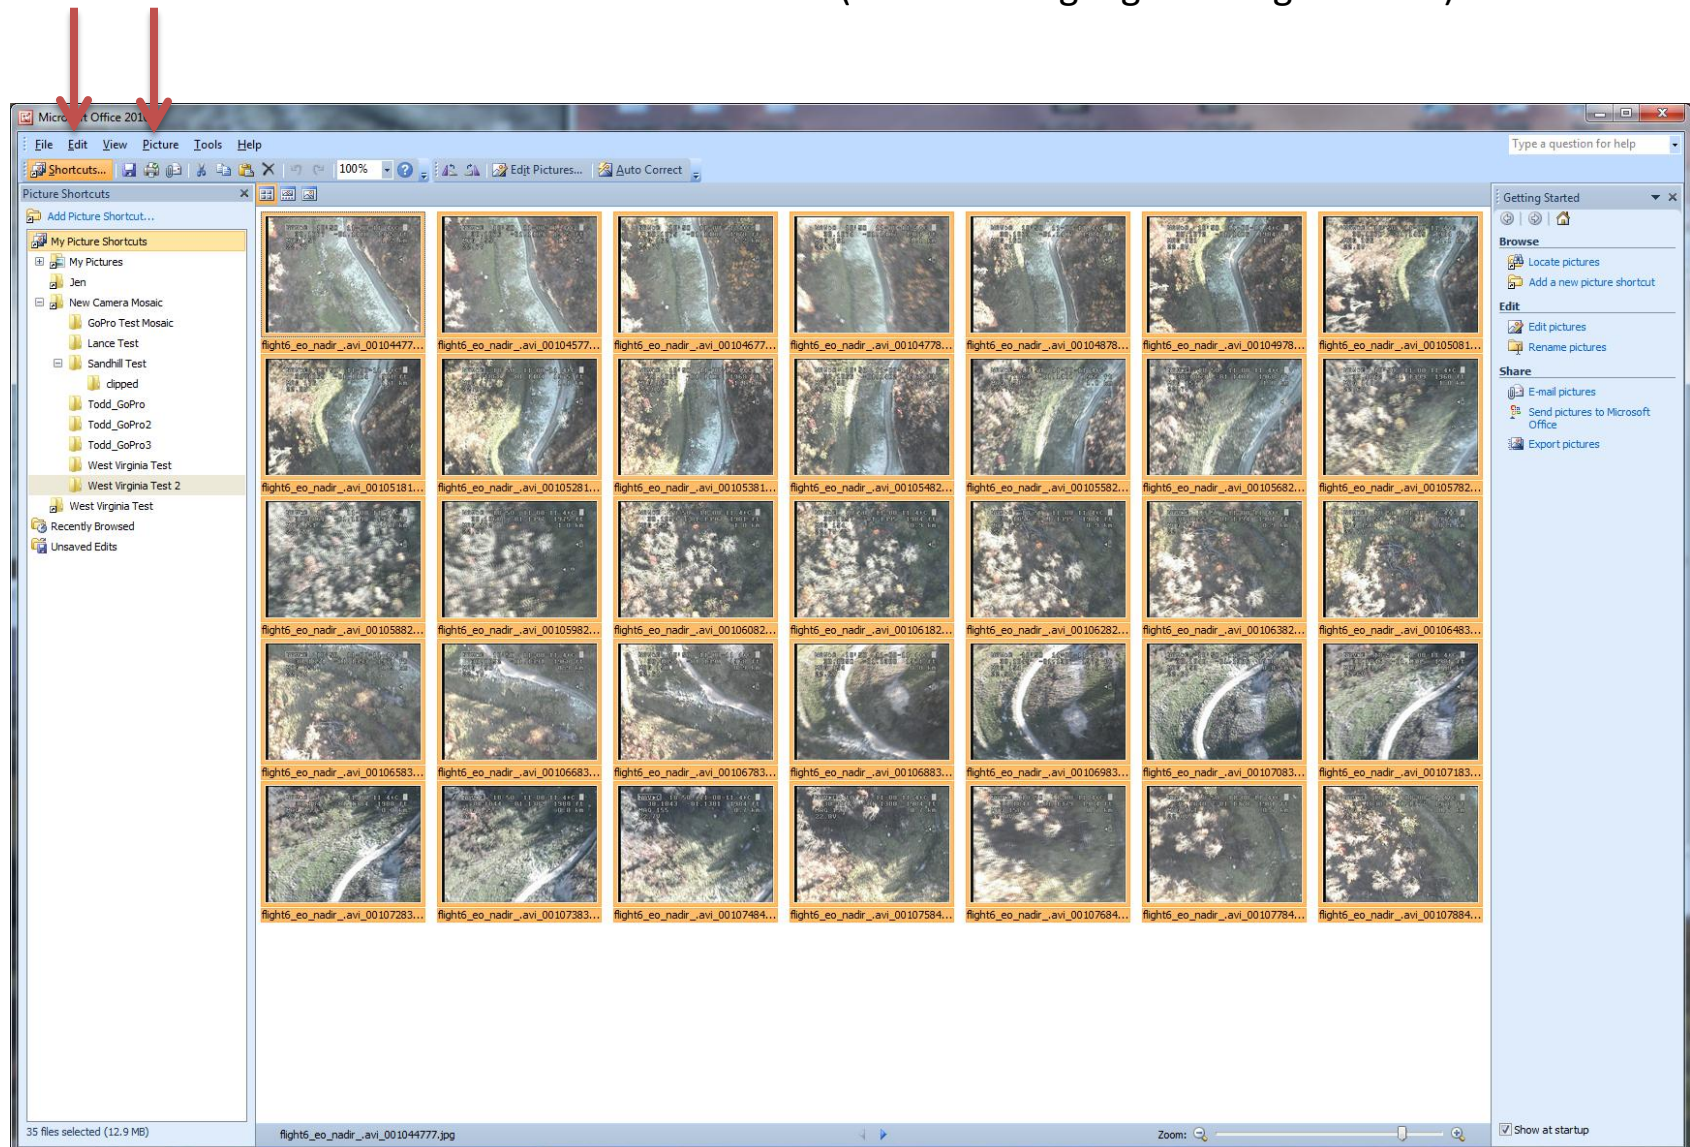 Microsoft Office 201
File Edit View Picture Tools Help
Type a question for help
Shortcuts... 100% Edit Pictures... Auto Correct
Picture Shortcuts
Add Picture Shortcut...
My Picture Shortcuts
My Pictures
Jen
New Camera Mosaic
GoPro Test Mosaic
Lance Test
Sandhill Test
clipped
Todd_GoPro
Todd_GoPro2
Todd_GoPro3
West Virginia Test
West Virginia Test 2
West Virginia Test
Recently Browsed
Unsaved Edits
35 files selected (12.9 MB)
flight6_eo_nadir_.avi_00104477... flight6_eo_nadir_.avi_00104577... flight6_eo_nadir_.avi_00104677... flight6_eo_nadir_.avi_00104778... flight6_eo_nadir_.avi_00104878... flight6_eo_nadir_.avi_00104978... flight6_eo_nadir_.avi_00105081...
flight6_eo_nadir_.avi_00105181... flight6_eo_nadir_.avi_00105281... flight6_eo_nadir_.avi_00105381... flight6_eo_nadir_.avi_00105482... flight6_eo_nadir_.avi_00105582... flight6_eo_nadir_.avi_00105682... flight6_eo_nadir_.avi_00105782...
flight6_eo_nadir_.avi_00105882... flight6_eo_nadir_.avi_00105982... flight6_eo_nadir_.avi_00106082... flight6_eo_nadir_.avi_00106182... flight6_eo_nadir_.avi_00106282... flight6_eo_nadir_.avi_00106382... flight6_eo_nadir_.avi_00106483...
flight6_eo_nadir_.avi_00106583... flight6_eo_nadir_.avi_00106683... flight6_eo_nadir_.avi_00106783... flight6_eo_nadir_.avi_00106883... flight6_eo_nadir_.avi_00106983... flight6_eo_nadir_.avi_00107083... flight6_eo_nadir_.avi_00107183...
flight6_eo_nadir_.avi_00107283... flight6_eo_nadir_.avi_00107383... flight6_eo_nadir_.avi_00107484... flight6_eo_nadir_.avi_00107584... flight6_eo_nadir_.avi_00107684... flight6_eo_nadir_.avi_00107784... flight6_eo_nadir_.avi_00107884...
flight6_eo_nadir_.avi_001044777.jpg
Zoom:
Getting Started
Browse
Locate pictures
Add a new picture shortcut
Edit
Edit pictures
Rename pictures
Share
E-mail pictures
Send pictures to Microsoft
Office
Export pictures
Show at startup